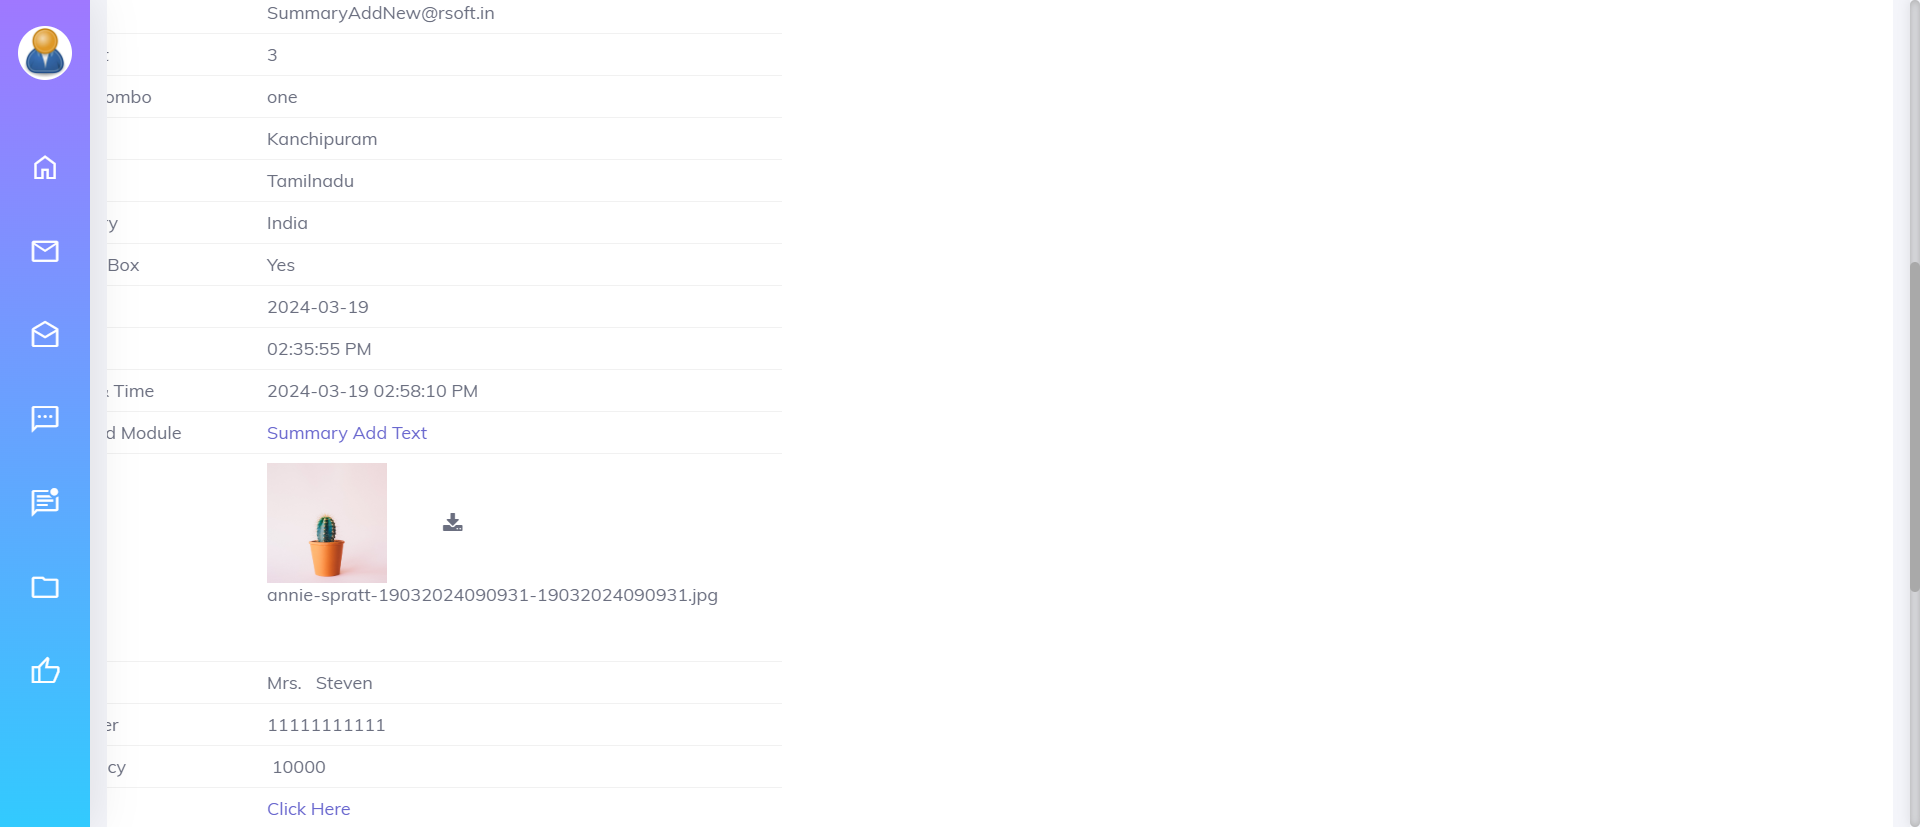 SummaryAddNew@rsoft.in
3
ombo one
Kanchipuram
Tamilnadu
y India
Box Yes
2024-03-19
02:35:55 PM
Time 2024-03-19 02:58:10 PM
d Module Summary Add Text
annie-spratt-19032024090931-19032024090931.jpg
Mrs. Steven
er 11111111111
cy 10000
Click Here